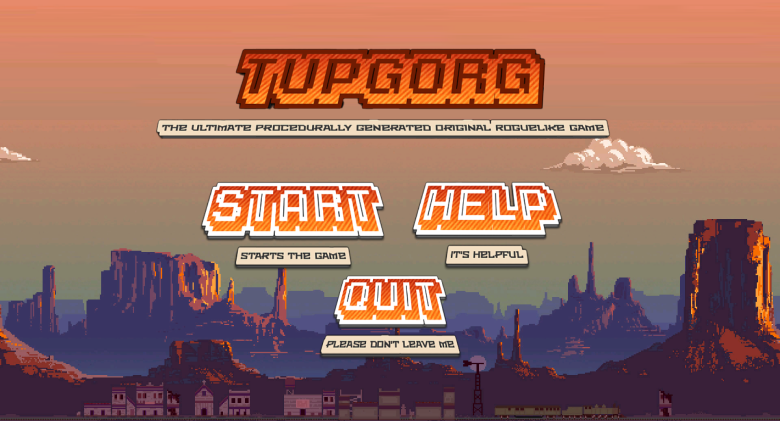 TUPGORG
THE ULTIMATE PROCEDURALLY GENERATED ORIGINAL ROGUELIKE GAME
START
HELP
STARTS THE GAME
IT'S HELPFUL
QUIT
PLEASE DON'T LEAVE ME